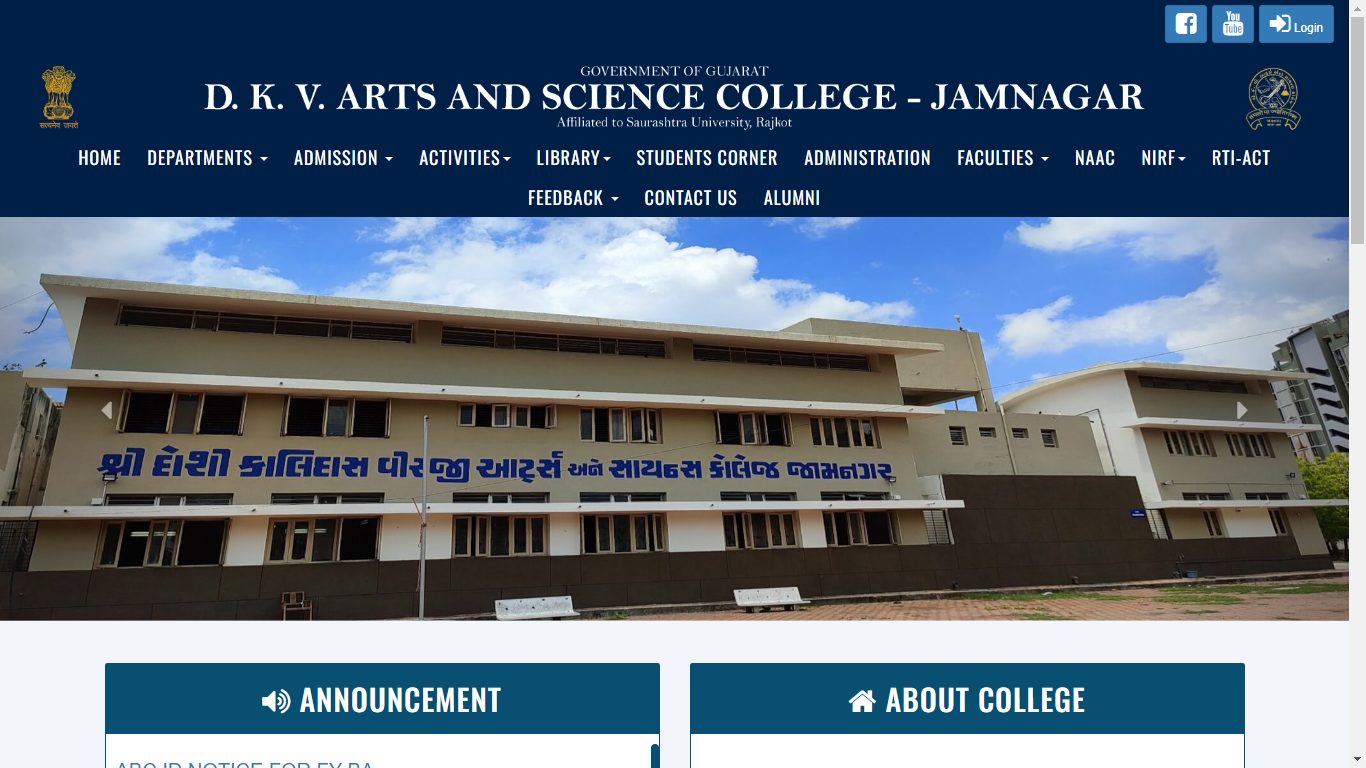 You
Tube
Login
GOVERNMENT OF GUJARAT
D. K. V. ARTS AND SCIENCE COLLEGE - JAMNAGAR
Affiliated to Saurashtra University, Rajkot
सत्यमेव जयते
HOME DEPARTMENTS ADMISSION ACTIVITIES LIBRARY STUDENTS CORNER ADMINISTRATION FACULTIES NAAC NIRF RTI-ACT
FEEDBACK CONTACT US ALUMNI
શ્રી દોશી કાલિદાસ વીરજી આર્ટ્સ અને સાયન્સ કોલેજ જામનગર
ANNOUNCEMENT
ABOUT COLLEGE
ABC ID NOTICE FOR FY BA